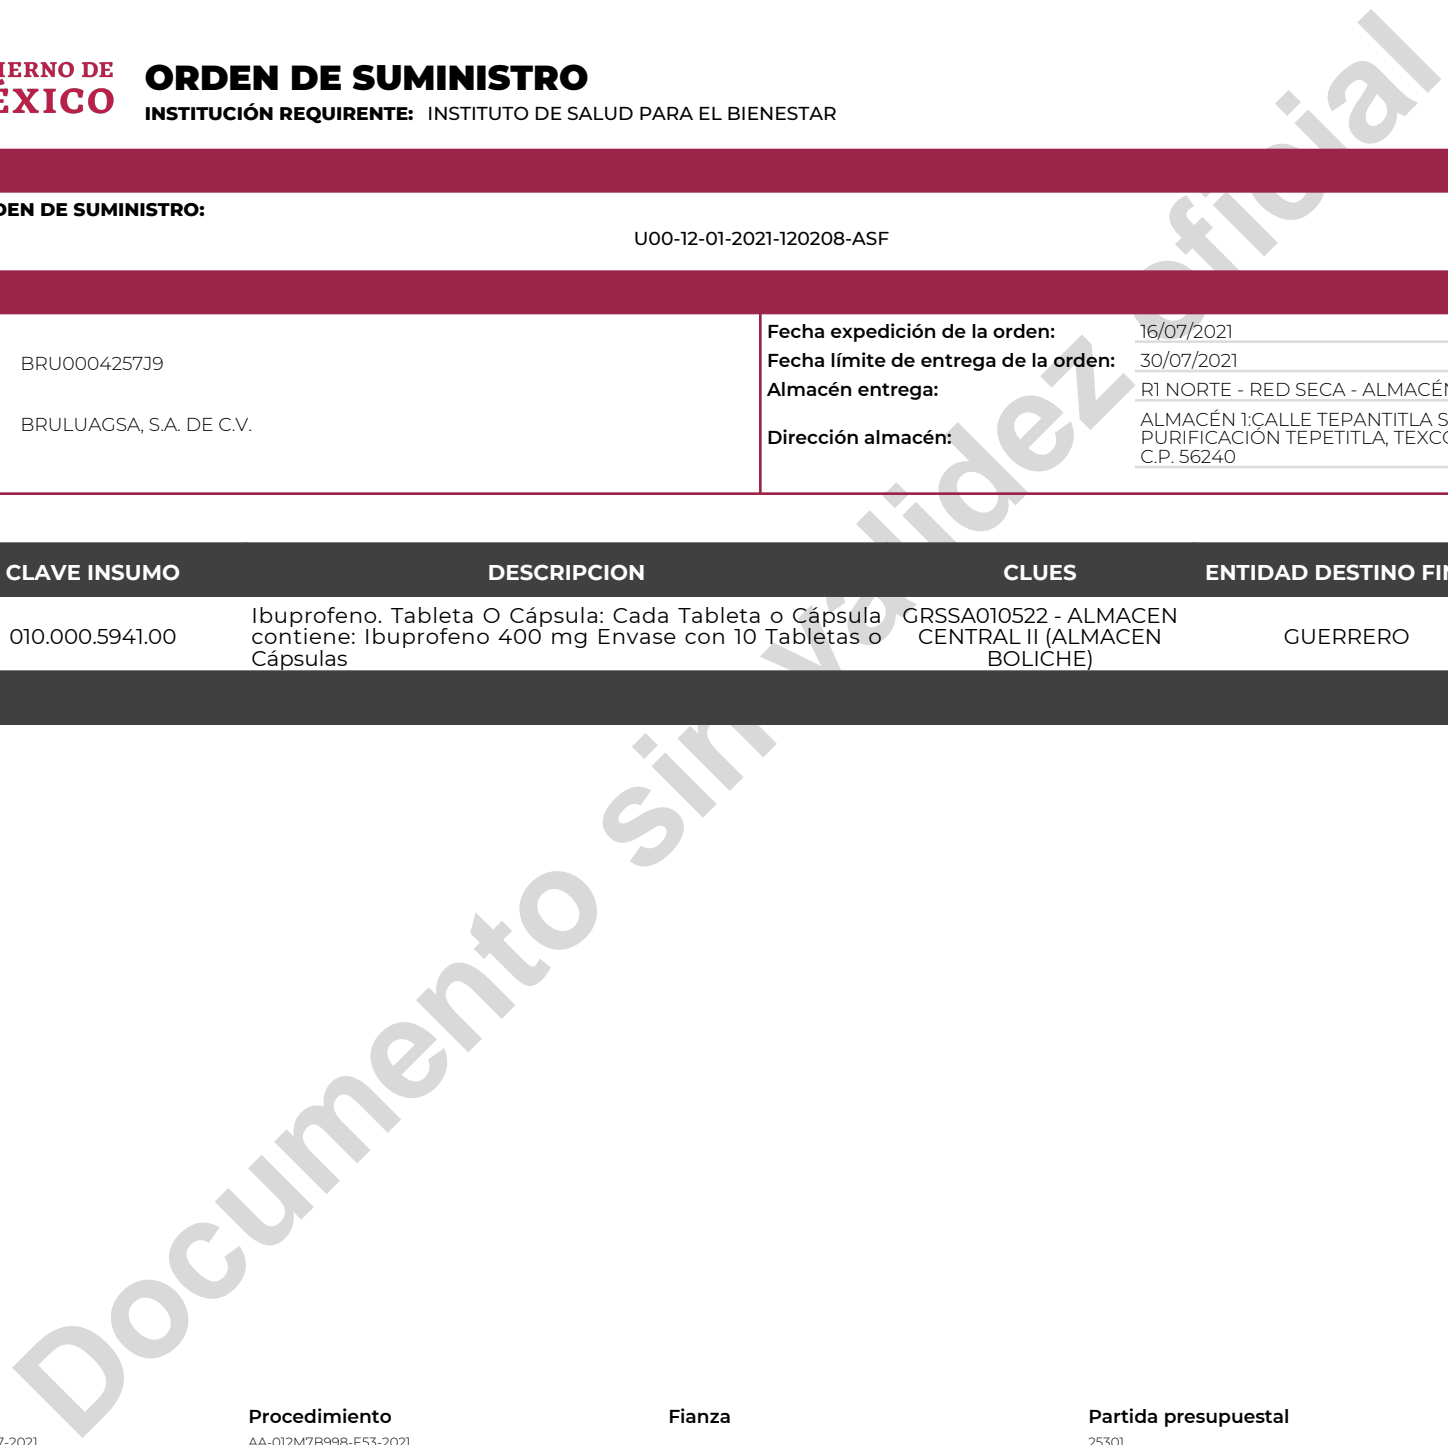 ORDEN DE SUMINISTRO
INSTITUCIÓN REQUIRENTE: INSTITUTO DE SALUD PARA EL BIENESTAR
DE
DE SUMINISTRO:
U00-12-01-2021-120208-ASF
BRU0004257J9
BRULUAGSA, S.A. DE C.V.
Fecha expedición de la orden: 16/07/2021
Fecha límite de entrega de la orden: 30/07/2021
Almacén entrega: R1 NORTE - RED SECA - ALMACÉN
Dirección almacén: ALMACÉN 1:CALLE TEPANTITLA
PURIFICACIÓN TEPETITLA,
C.P. 56240
CLAVE INSUMO DESCRIPCION CLUES ENTIDAD DESTINO
010.000.5941.00
Ibuprofeno. Tableta O Cápsula: Cada Tableta o Cápsula
contiene: Ibuprofeno 400 mg Envase con 10 Tabletas o
Cápsulas
GRSSA010522 - ALMACEN
CENTRAL II (ALMACEN
BOLICHE)
GUERRERO
Documento sin validez oficial
Procedimiento Fianza Partida presupuestal
AA-012M7B998-E53-2021 25301